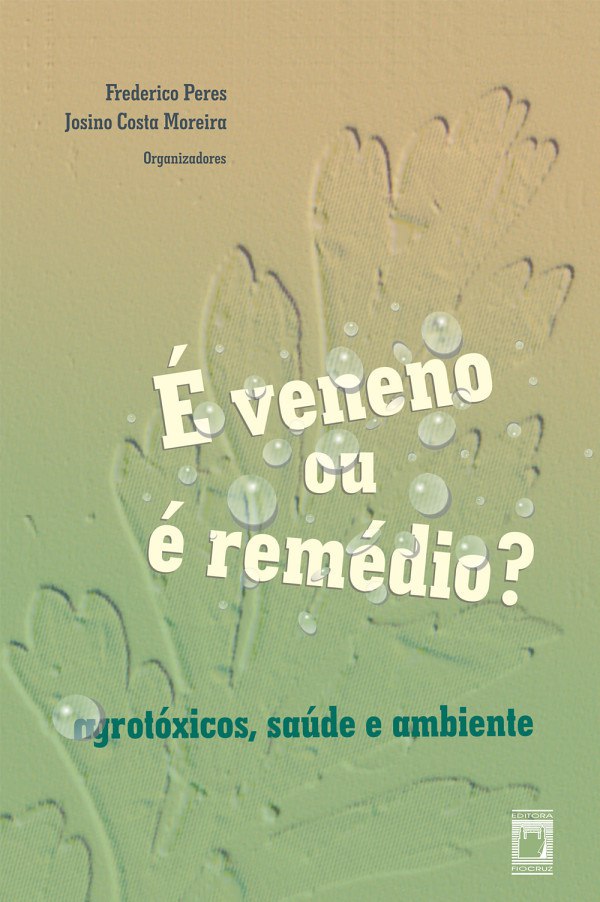 Frederico Peres
Josino Costa Moreira
Organizadores
É veneno
ou
é remédio?
agrotóxicos, saúde e ambiente
EDITORA
FIOCRUZ